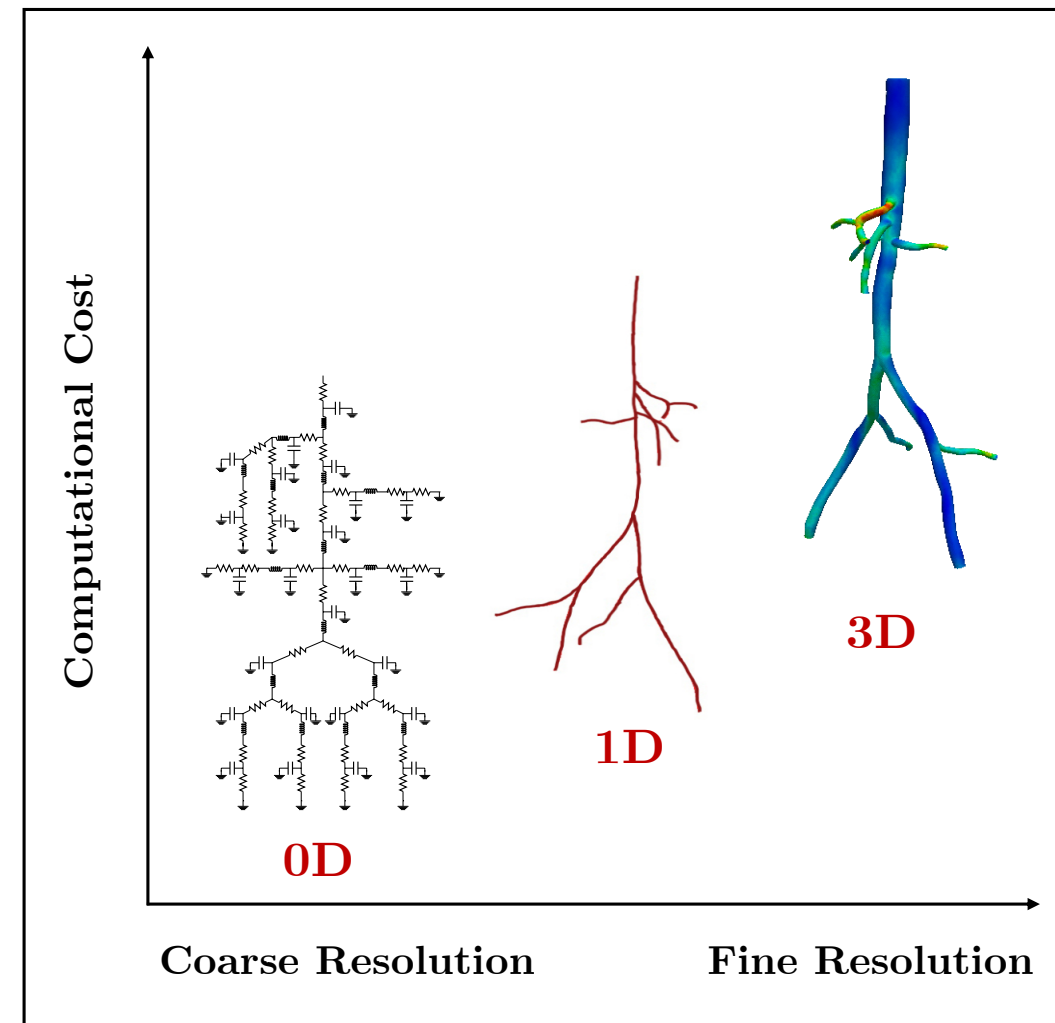 Computational Cost
3D
1D
0D
Coarse Resolution
Fine Resolution